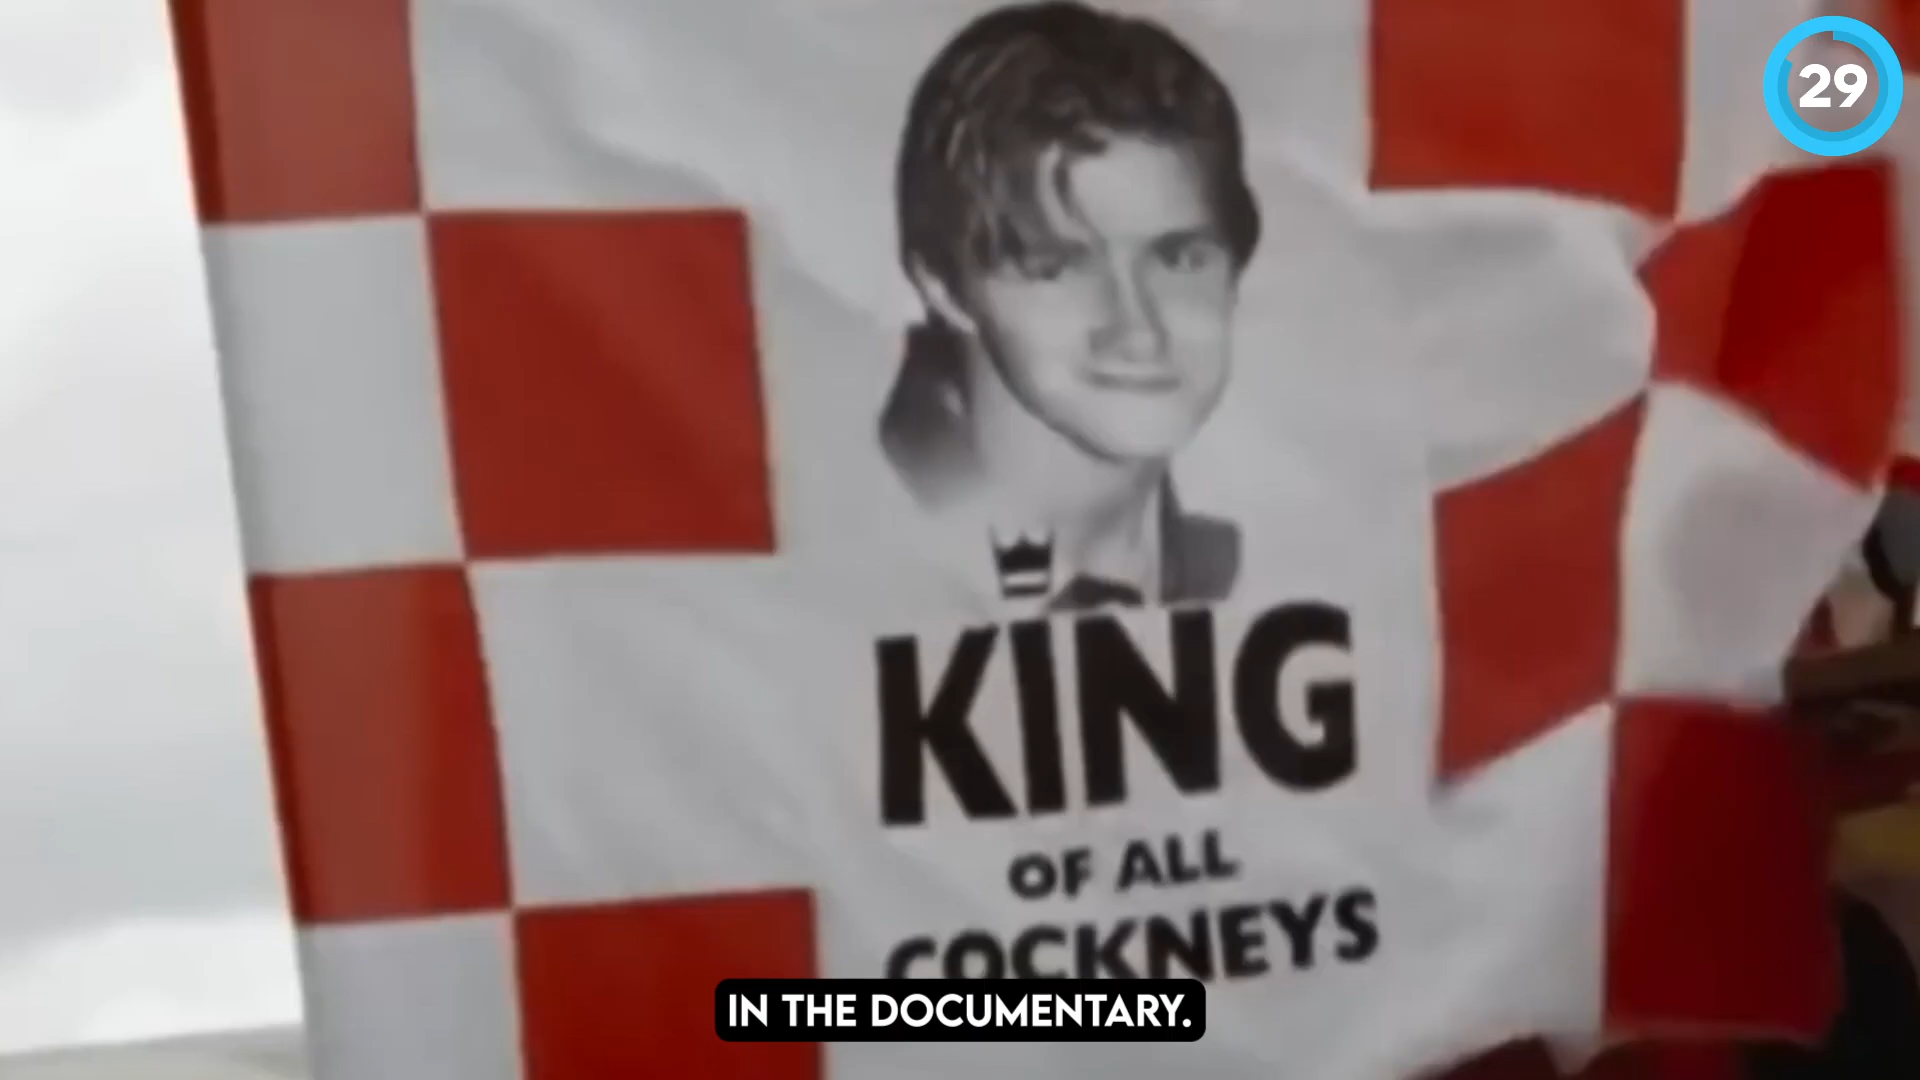 29
KING
OF ALL
COCKNEYS
IN THE DOCUMENTARY.